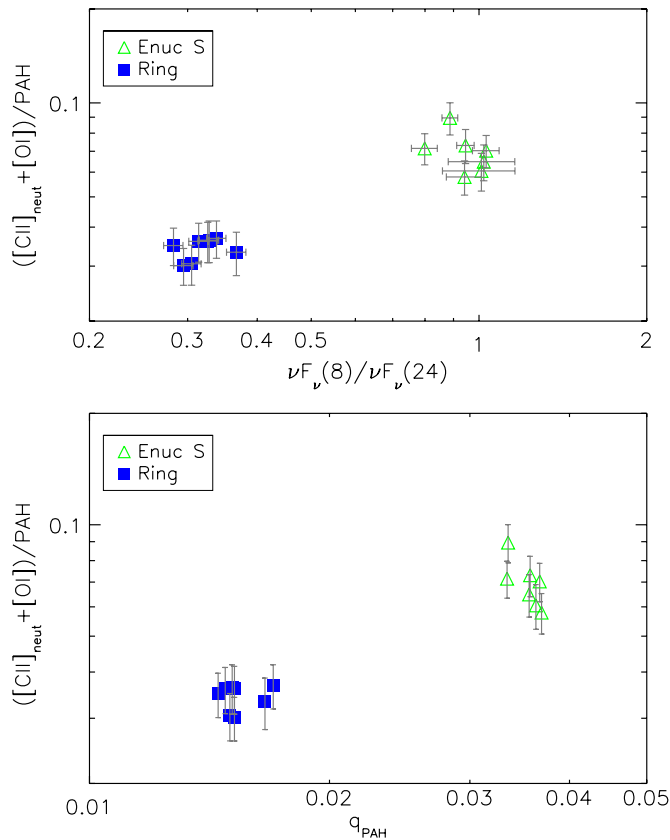 Enuc S
Ring
0.1
([CII]neut+[OI])/PAH
0.2 0.3 0.4 0.5 1 2
νFν(8)/νFν(24)
Enuc S
Ring
0.1
([CII]neut+[OI])/PAH
0.01 0.02 0.03 0.04 0.05
qPAH